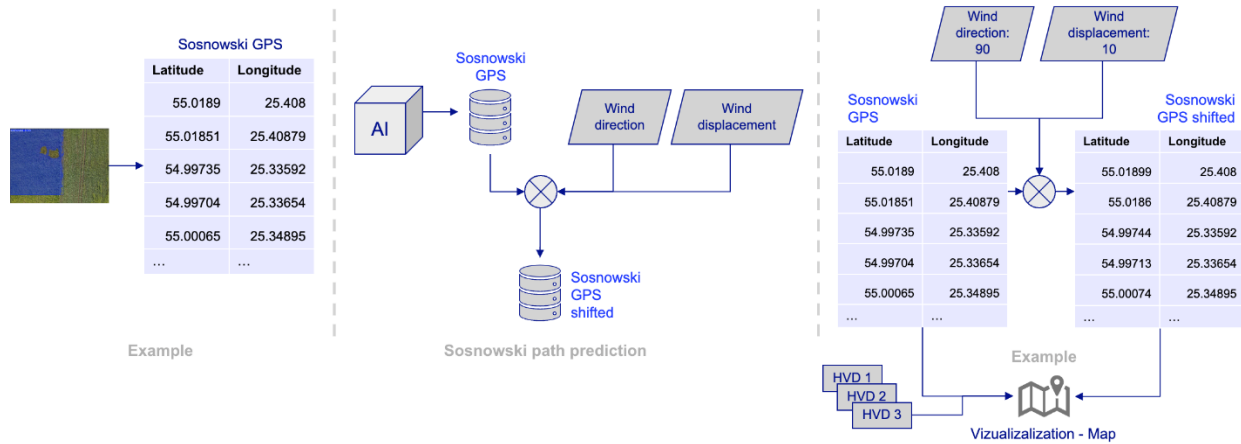 Sosnowski GPS
Latitude Longitude
55.0189 25.408
55.01851 25.40879
54.99735 25.33592
54.99704 25.33654
55.00065 25.34895
... ...
Example
Sosnowski
GPS
AI
Wind
direction
Wind
displacement
Sosnowski
GPS
shifted
Sosnowski path prediction
Wind
direction:
90
Wind
displacement:
10
Sosnowski
GPS
Latitude Longitude
55.0189 25.408
55.01851 25.40879
54.99735 25.33592
54.99704 25.33654
55.00065 25.34895
... ...
Sosnowski
GPS shifted
Latitude Longitude
55.01899 25.408
55.0186 25.40879
54.99744 25.33592
54.99713 25.33654
55.00074 25.34895
... ...
Example
HVD 1
HVD 2
HVD 3
Vizualizalization - Map